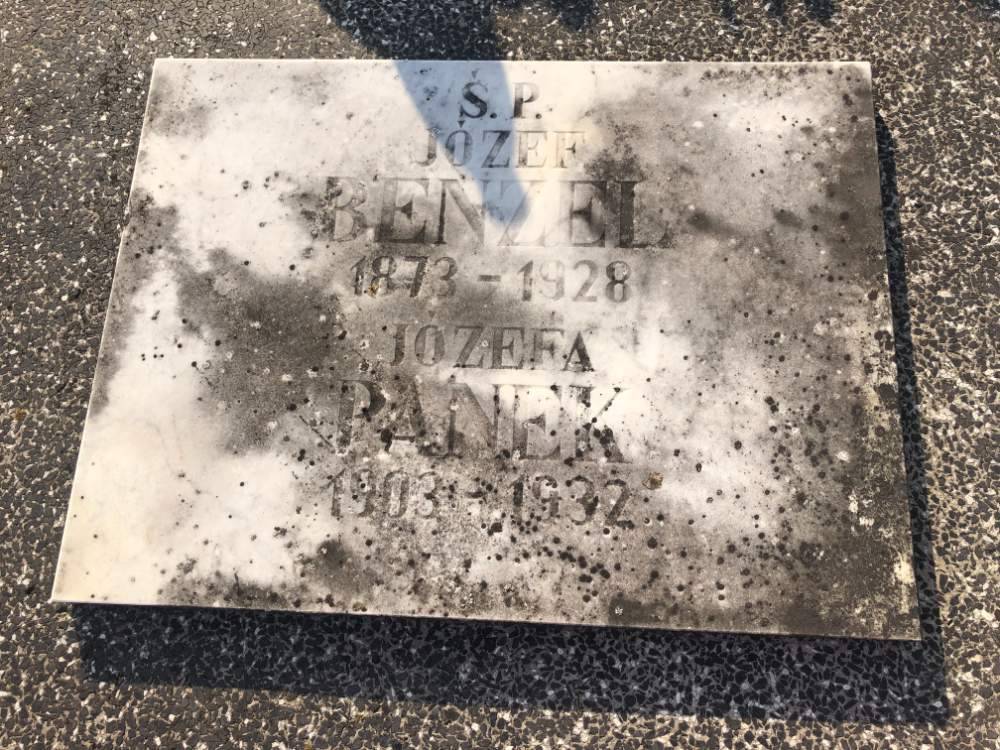 Ś. P.
JÓZEF
BENZEL
1873 - 1928
JÓZEFA
PANEK
1903 - 1932